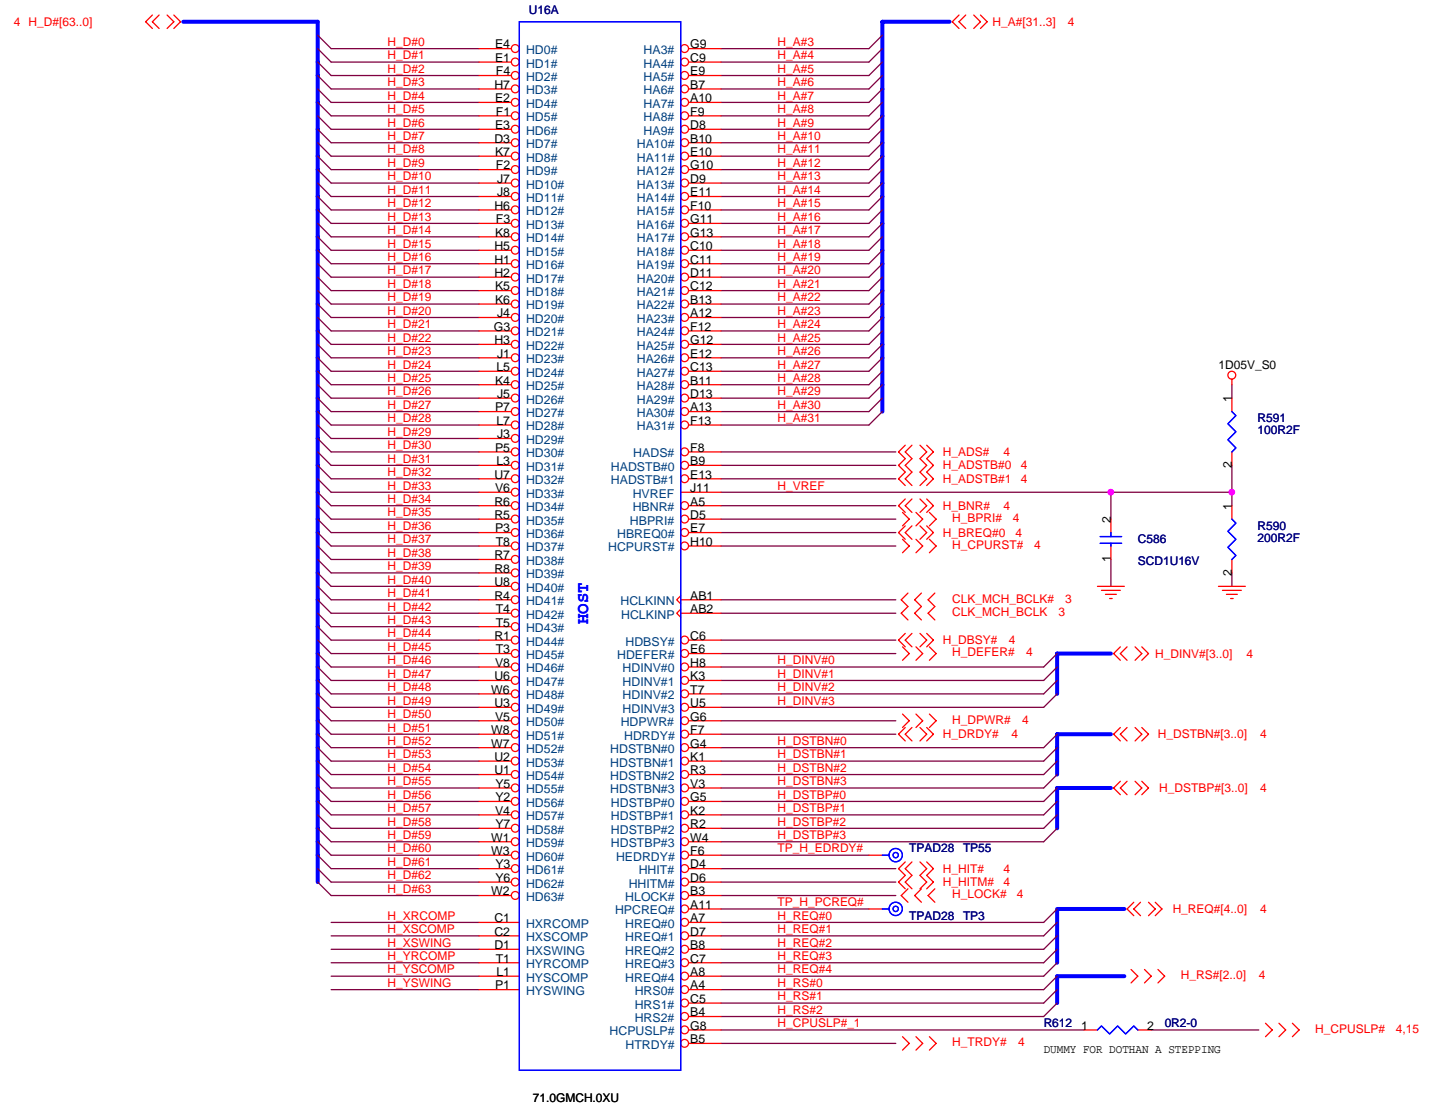 U16A
4 H_D#[63..0]
H_A#[31..3] 4
H_D#0 E4 HD0# HA3# G9 H_A#3
H_D#1 E1 HD1# HA4# C9 H_A#4
H_D#2 F4 HD2# HA5# E9 H_A#5
H_D#3 H7 HD3# HA6# B7 H_A#6
H_D#4 E2 HD4# HA7# A10 H_A#7
H_D#5 F1 HD5# HA8# F9 H_A#8
H_D#6 E3 HD6# HA9# D8 H_A#9
H_D#7 D3 HD7# HA10# B10 H_A#10
H_D#8 K7 HD8# HA11# E10 H_A#11
H_D#9 F2 HD9# HA12# G10 H_A#12
H_D#10 J7 HD10# HA13# D9 H_A#13
H_D#11 J8 HD11# HA14# E11 H_A#14
H_D#12 H6 HD12# HA15# F10 H_A#15
H_D#13 F3 HD13# HA16# G11 H_A#16
H_D#14 K8 HD14# HA17# G13 H_A#17
H_D#15 H5 HD15# HA18# C10 H_A#18
H_D#16 H1 HD16# HA19# C11 H_A#19
H_D#17 H2 HD17# HA20# D11 H_A#20
H_D#18 K5 HD18# HA21# C12 H_A#21
H_D#19 K6 HD19# HA22# B13 H_A#22
H_D#20 J4 HD20# HA23# A12 H_A#23
H_D#21 G3 HD21# HA24# F12 H_A#24
H_D#22 H3 HD22# HA25# G12 H_A#25
H_D#23 J1 HD23# HA26# E12 H_A#26
H_D#24 L5 HD24# HA27# C13 H_A#27
H_D#25 K4 HD25# HA28# B11 H_A#28
H_D#26 J5 HD26# HA29# D13 H_A#29
H_D#27 P7 HD27# HA30# A13 H_A#30
H_D#28 L7 HD28# HA31# F13 H_A#31
H_D#29 J3 HD29#
H_D#30 P5 HD30# HADS# F8 H_ADS# 4
H_D#31 L3 HD31# HADSTB#0 B9 H_ADSTB#0 4
H_D#32 U7 HD32# HADSTB#1 E13 H_ADSTB#1 4
H_D#33 V6 HD33# HVREF J11 H_VREF
H_D#34 R6 HD34# HBNR# A5 H_BNR# 4
H_D#35 R5 HD35# HBPRI# D5 H_BPRI# 4
H_D#36 P3 HD36# HBREQ0# E7 H_BREQ#0 4
H_D#37 T8 HD37# HCPURST# H10 H_CPURST# 4
H_D#38 R7 HD38#
H_D#39 R8 HD39#
H_D#40 U8 HD40#
H_D#41 R4 HD41# HCLKINN AB1 CLK_MCH_BCLK# 3
H_D#42 T4 HD42# HCLKINP AB2 CLK_MCH_BCLK 3
H_D#43 T5 HD43#
H_D#44 R1 HD44# HDBSY# C6 H_DBSY# 4
H_D#45 T3 HD45# HDEFER# E6 H_DEFER# 4
H_D#46 V8 HD46# HDINV#0 H8 H_DINV#0
H_D#47 U6 HD47# HDINV#1 K3 H_DINV#1
H_D#48 W6 HD48# HDINV#2 T7 H_DINV#2
H_D#49 U3 HD49# HDINV#3 U5 H_DINV#3
H_D#50 V5 HD50# HDPWR# G6 H_DPWR# 4
H_D#51 W8 HD51# HDRDY# F7 H_DRDY# 4
H_D#52 W7 HD52# HDSTBN#0 G4 H_DSTBN#0
H_D#53 U2 HD53# HDSTBN#1 K1 H_DSTBN#1
H_D#54 U1 HD54# HDSTBN#2 R3 H_DSTBN#2
H_D#55 Y5 HD55# HDSTBN#3 V3 H_DSTBN#3
H_D#56 Y2 HD56# HDSTBP#0 G5 H_DSTBP#0
H_D#57 V4 HD57# HDSTBP#1 K2 H_DSTBP#1
H_D#58 Y7 HD58# HDSTBP#2 R2 H_DSTBP#2
H_D#59 W1 HD59# HDSTBP#3 W4 H_DSTBP#3
H_D#60 W3 HD60# HEDRDY# F6 TP_H_EDRDY# TPAD28 TP55
H_D#61 Y3 HD61# HHIT# D4 H_HIT# 4
H_D#62 Y6 HD62# HHITM# D6 H_HITM# 4
H_D#63 W2 HD63# HLOCK# B3 H_LOCK# 4
HPCREQ# A11 TP_H_PCREQ# TPAD28 TP3
H_XRCOMP C1 HXRCOMP HREQ#0 A7 H_REQ#0
H_XSCOMP C2 HXSCOMP HREQ#1 D7 H_REQ#1
H_XSWING D1 HXSWING HREQ#2 B8 H_REQ#2
H_YRCOMP T1 HYRCOMP HREQ#3 C7 H_REQ#3
H_YSCOMP L1 HYSCOMP HREQ#4 A8 H_REQ#4
H_YSWING P1 HYSWING HRS0# A4 H_RS#0
HRS1# C5 H_RS#1
HRS2# B4 H_RS#2
HCPUSLP# G8 H_CPUSLP#_1
HTRDY# B5 H_TRDY# 4
HOST
1D05V_S0
1
R591
100R2F
2
1
R590
200R2F
2
2
C586
1
SCD1U16V
H_DINV#[3..0] 4
H_DSTBN#[3..0] 4
H_DSTBP#[3..0] 4
H_REQ#[4..0] 4
H_RS#[2..0] 4
R612 1 2 0R2-0 H_CPUSLP# 4,15
DUMMY FOR DOTHAN A STEPPING
71.0GMCH.0XU